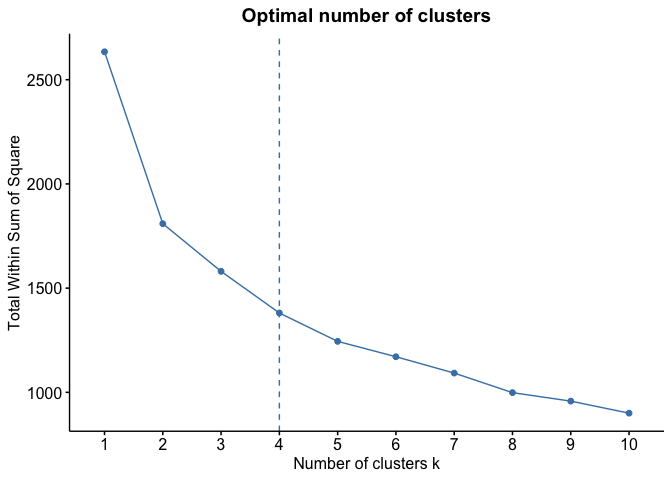 Optimal number of clusters
Total Within Sum of Square
2500
2000
1500
1000
1 2 3 4 5 6 7 8 9 10
Number of clusters k